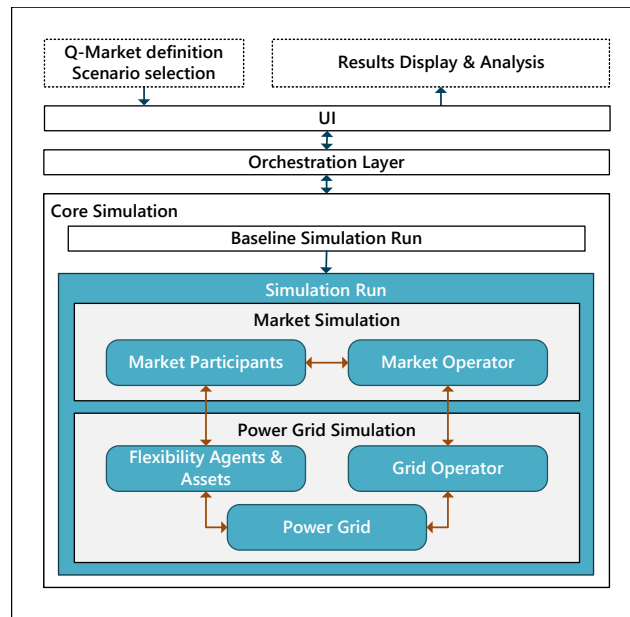 Q-Market definition
Scenario selection
Results Display & Analysis
UI
Orchestration Layer
Core Simulation
Baseline Simulation Run
Simulation Run
Market Simulation
Market Participants
Market Operator
Power Grid Simulation
Flexibility Agents &
Assets
Grid Operator
Power Grid